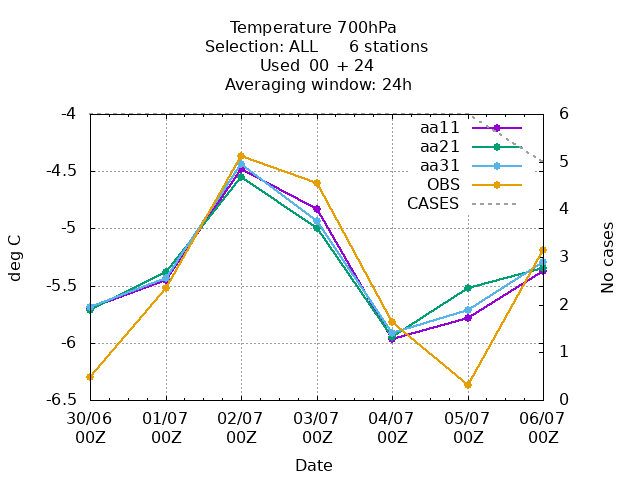 Temperature 700hPa
Selection: ALL 6 stations
Used 00 + 24
Averaging window: 24h
-4
-4.5
-5
-5.5
-6
-6.5
deg C
6
5
4
3
2
1
0
No cases
aa11
aa21
aa31
OBS
CASES
30/06 01/07 02/07 03/07 04/07 05/07 06/07
00Z 00Z 00Z 00Z 00Z 00Z 00Z
Date